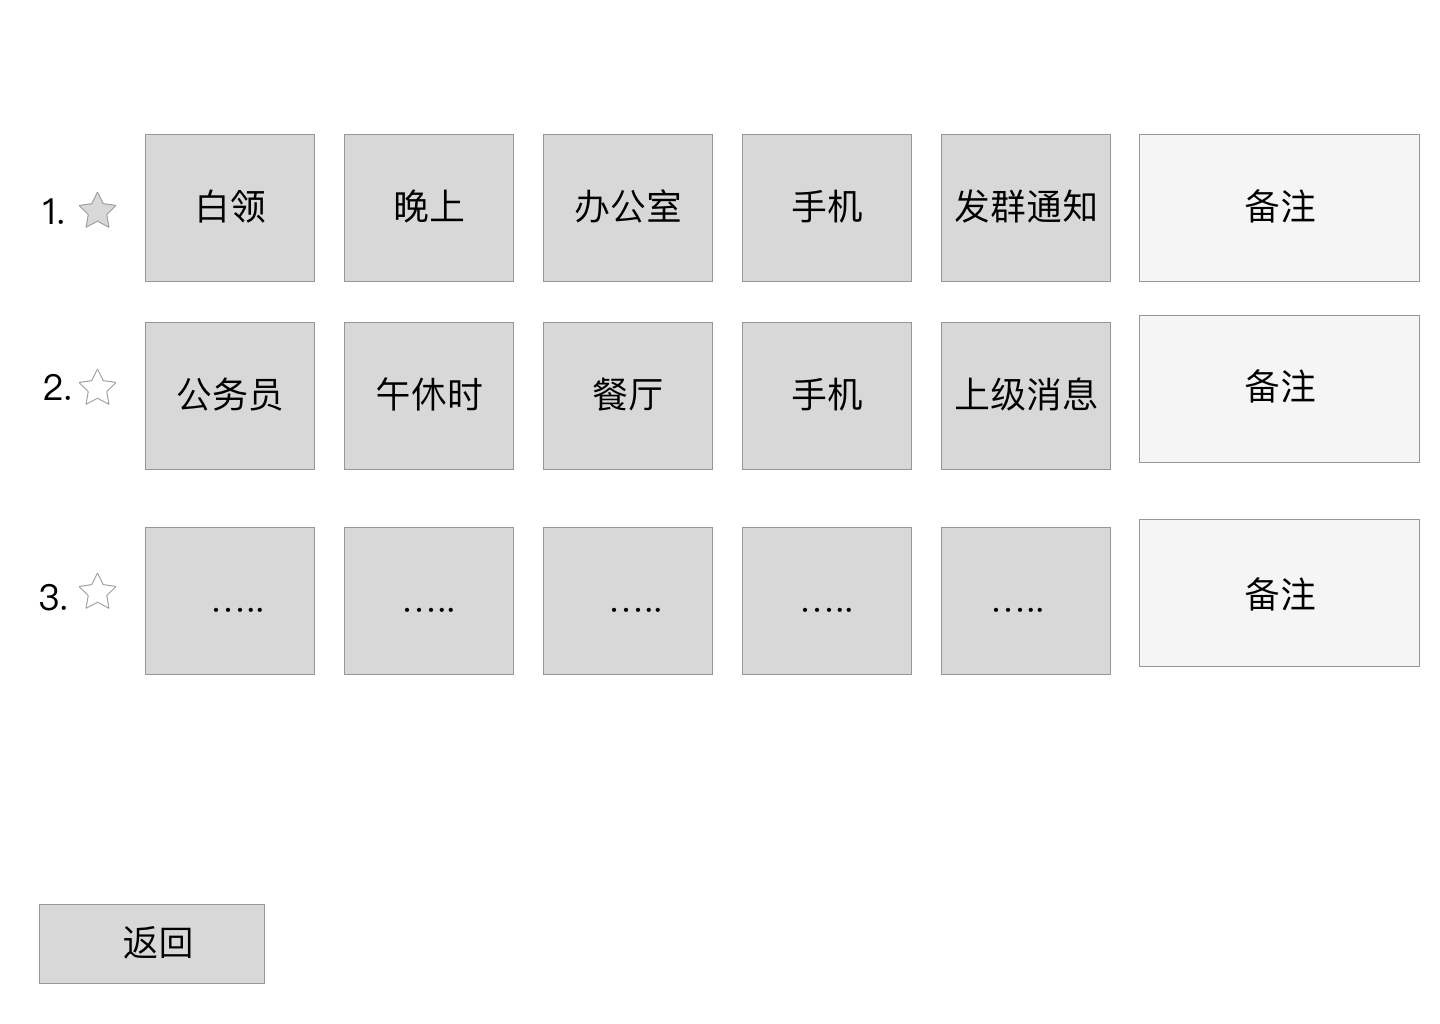 1. 白领 晚上 办公室 手机 发群通知 备注
2. 公务员 午休时 餐厅 手机 上级消息 备注
3. ..... ..... ..... ..... ..... 备注
返回